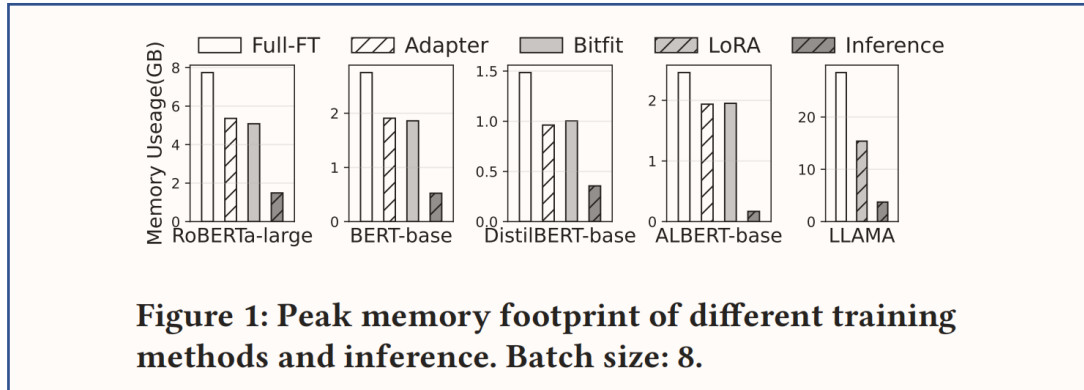 Full-FT Adapter Bitfit LoRA Inference
Memory Useage(GB)
8
6
4
2
0
RoBERTa-large
2
1
0
BERT-base
1.5
1.0
0.5
0.0
DistilBERT-base
2
1
0
ALBERT-base
20
10
0
LLAMA
Figure 1: Peak memory footprint of different training
methods and inference. Batch size: 8.